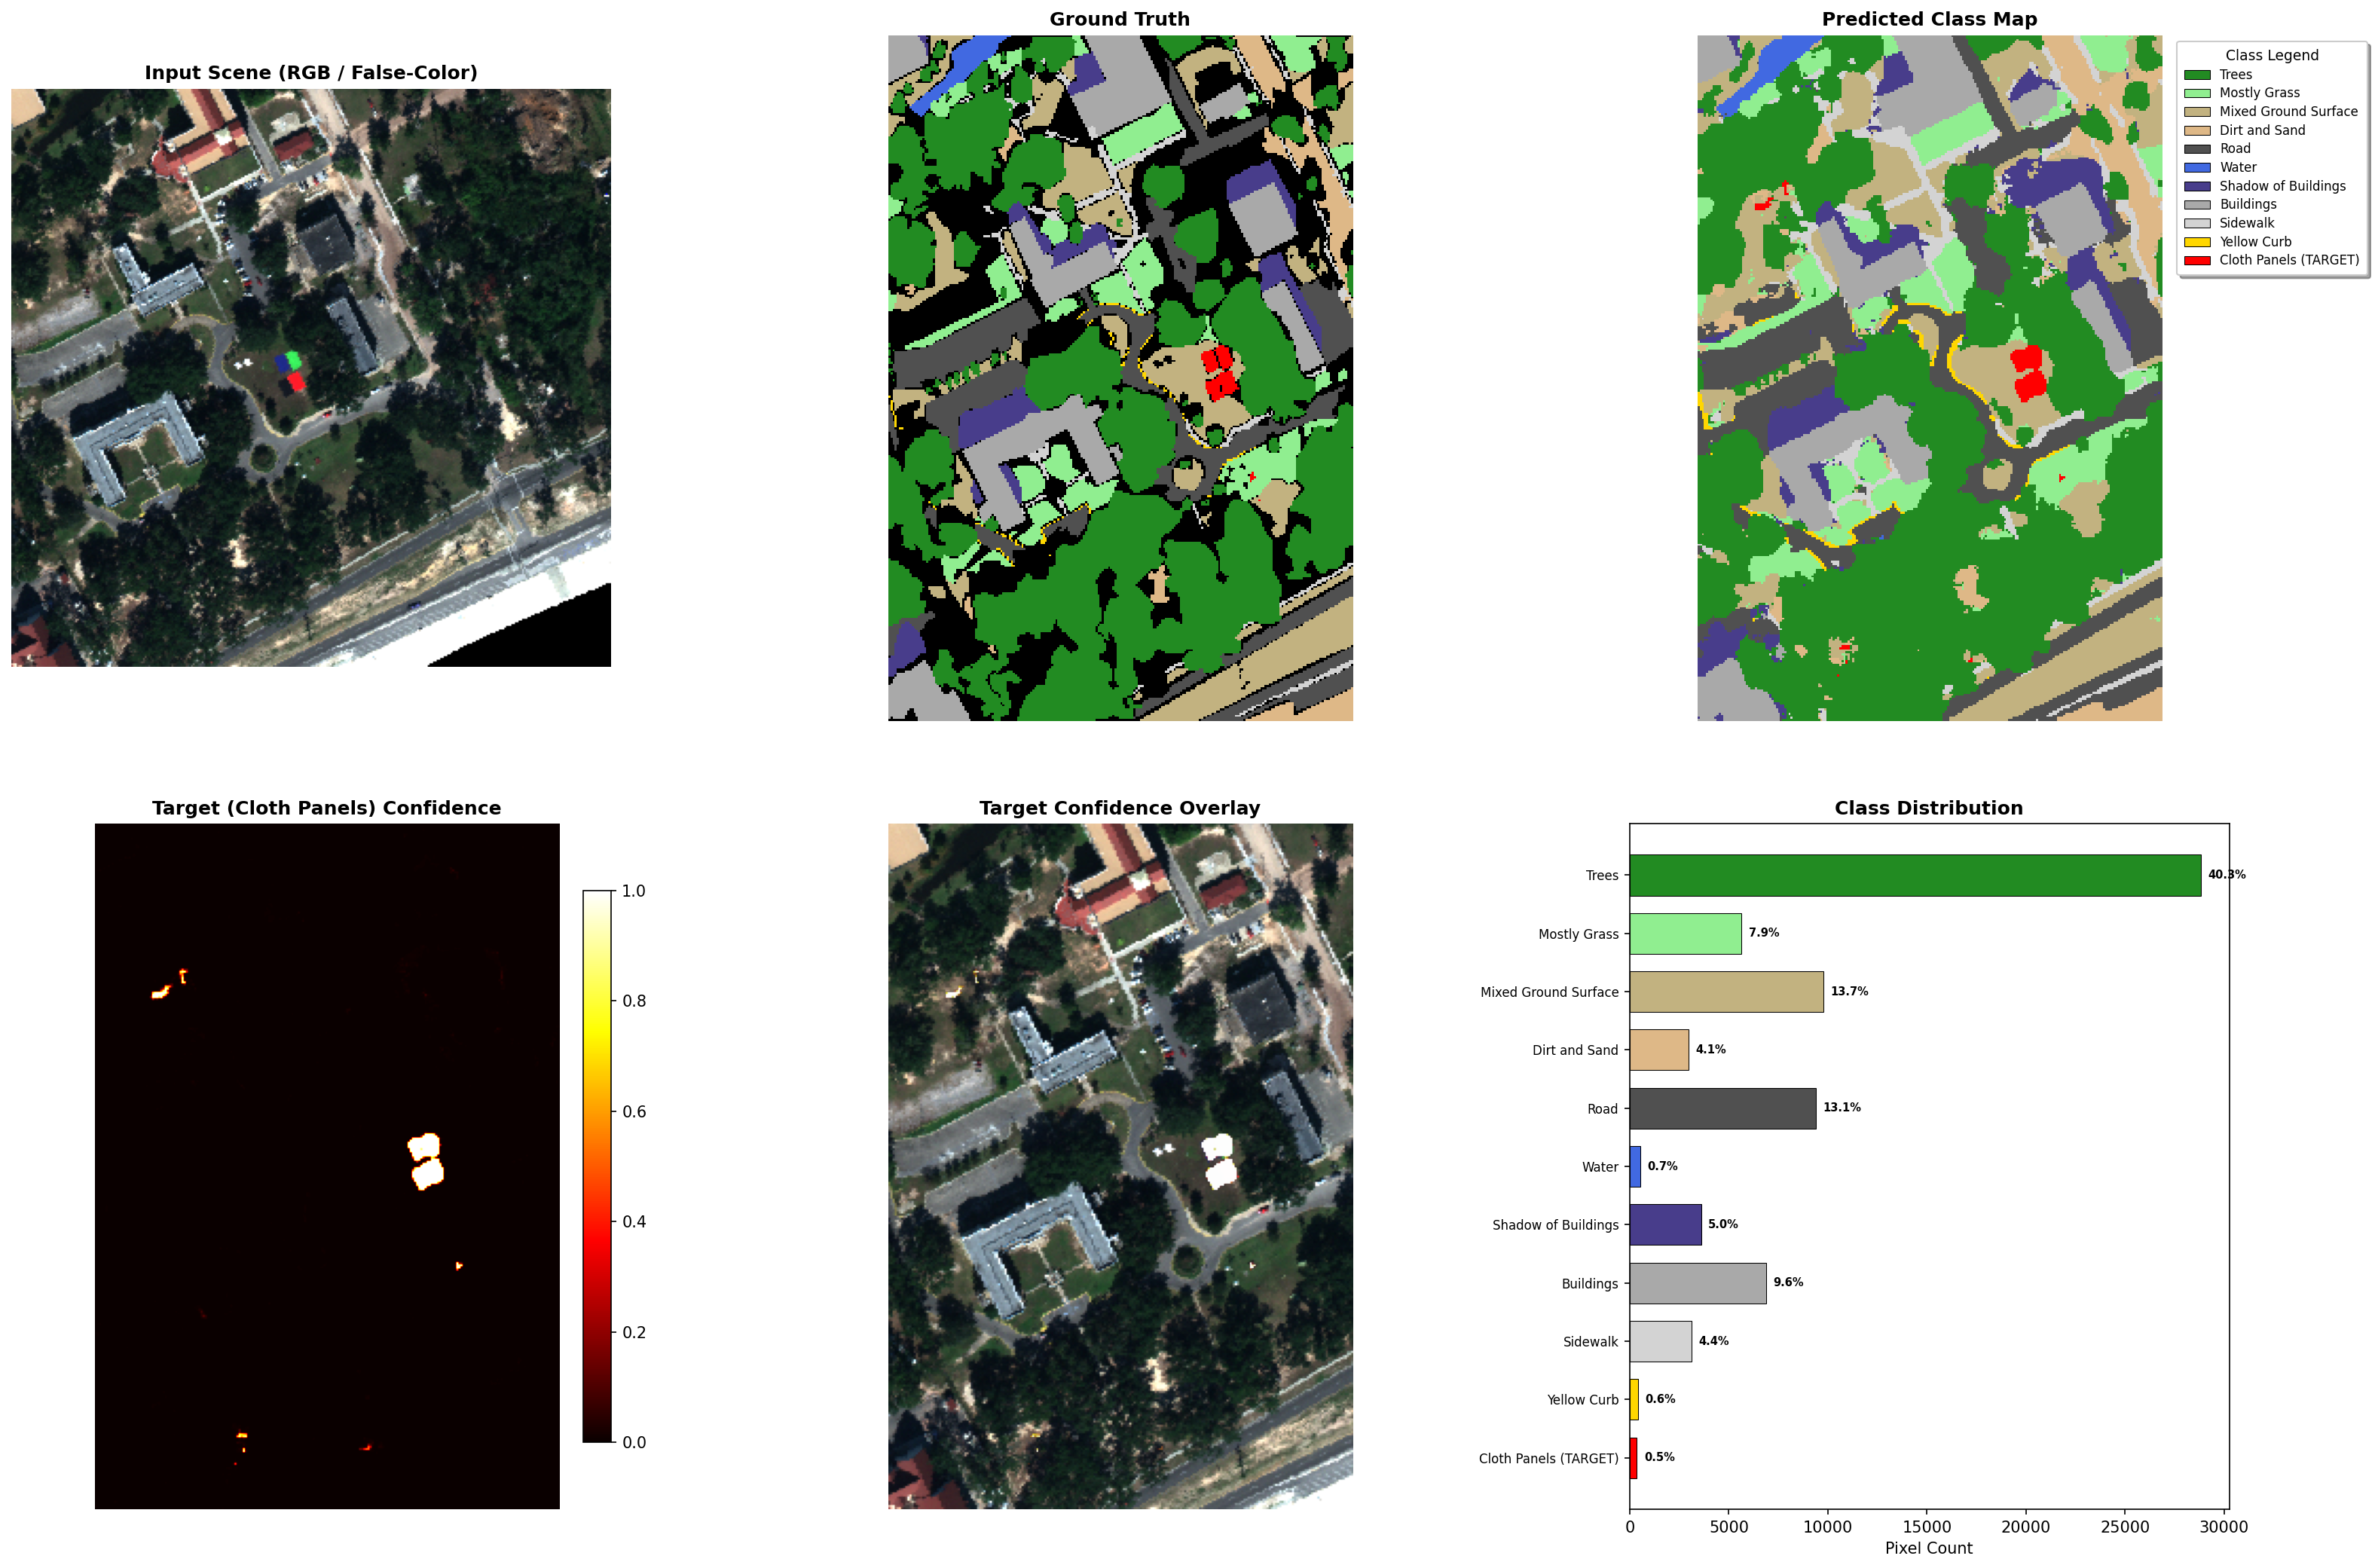 Input Scene (RGB / False-Color)
Ground Truth
Predicted Class Map
Class Legend
Trees
Mostly Grass
Mixed Ground Surface
Dirt and Sand
Road
Water
Shadow of Buildings
Buildings
Sidewalk
Yellow Curb
Cloth Panels (TARGET)
Target (Cloth Panels) Confidence
1.0
0.8
0.6
0.4
0.2
0.0
Target Confidence Overlay
Class Distribution
Trees 40.3%
Mostly Grass 7.9%
Mixed Ground Surface 13.7%
Dirt and Sand 4.1%
Road 13.1%
Water 0.7%
Shadow of Buildings 5.0%
Buildings 9.6%
Sidewalk 4.4%
Yellow Curb 0.6%
Cloth Panels (TARGET) 0.5%
0 5000 10000 15000 20000 25000 30000
Pixel Count